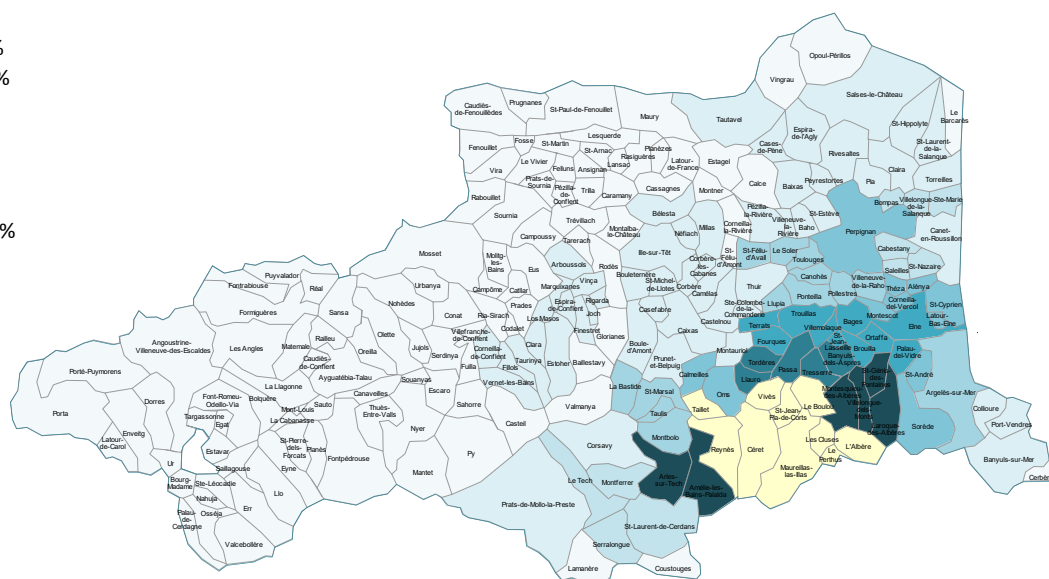 %
%
%
Opoul-Périllos
Vingrau
Salses-le-Château
Le
Barcarès
St-Hippolyte
St-Laurent-
de-la-
Salanque
Caudiès-
de-Fenouillèdes
Prugnanes
St-Paul-de-Fenouillet
Maury
Tautavel
Espira-
de-l'Agly
Cases-
de-Pène
Rivesaltes
Claira
Torreilles
Pia
Fenouillet
Fosse
St-Martin
Lesquerde
St-Arnac
Lansac
Rasiguères
Planèzes
Latour-
de-France
Estagel
Vira
Le Vivier
Felluns
Ansignan
Prats-de-
Sournia
Pézilla-
de-
Conflent
Trilla
Caramany
Cassagnes
Montner
Calce
Baixas
Peyrestortes
Bompas
Villelongue-
de-la-
Salanque
Ste-Marie
Rabouillet
Sournia
Trévillach
Montalba-
le-Château
Bélesta
Néfiach
Millas
Corneilla-
la-Rivière
Pézilla-
la-Rivière
Villeneuve-
la-
Rivière
Baho
St-Estève
Perpignan
Canet-
en-Roussillon
Mosset
Campoussy
Tarerach
Molitg-
les-
Bains
Eus
Arboussols
Rodès
Ille-sur-Têt
Bouleternère
St-Michel-
de-Llotes
Corbère-
les-
Cabanes
Corbère
Camélas
St-
Féliu-
d'Amont
St-Féliu-
d'Avall
Le Soler
Toulouges
Cabestany
Saleilles
St-Nazaire
Puyvalador
Fontrabiouse
Réal
Urbanya
Nohèdes
Campôme
Catllar
Marquixanes
Vinça
Rigarda
Joch
Espira-
de-Conflent
Finestret
Casefabre
Thuir
Canohès
Villeneuve-
de-la-Raho
Théza
Alénya
Ponteilla
Pollestres
Corneilla-
del-Vercol
St-Cyprien
Formiguères
Sansa
Conat
Ria-Sirach
Prades
Codalet
Los Masos
Glorianes
Caixas
Castelnou
Ste-Colombe-
de-la-
Commanderie
Llupia
Terrats
Trouillas
Villemolaque
Bages
Montescot
Elne
Latour-
Bas-Elne
Angoustrine-
Villeneuve-des-Escaldes
Les Angles
Matemale
Railleu
Caudiès-
de-Conflent
Olette
Oreilla
Jujols
Serdinya
Villefranche-
de-Conflent
Corneilla-
de-Conflent
Fuilla
Fillols
Taurinya
Clara
Estoher
Ballestavy
Boule-
d'Amont
Prunet-
et-Belpuig
Montauriol
Fourques
St-
Jean-
Lasseille
Banyuls-
dels-Aspres
Brouilla
Ortaffa
Palau-
del-Vidre
Tordères
Passa
Tresserre
St-Génis-
des-
Fontaines
St-André
Argelès-sur-Mer
Porté-Puymorens
La Llagonne
Ayguatébia-Talau
Sauto
Canavelles
Souanyas
Escaro
Vernet-les-Bains
La Bastide
St-Marsal
Calmeilles
Oms
Llauro
Vivès
Montesquieu-
des-Albères
Villelongue-
dels-
Monts
Laroque-
des-Albères
Sorède
Collioure
Port-Vendres
Porta
Dorres
Font-Romeu-
Odeillo-Via
Targassonne
Egat
Bolquère
Mont-Louis
La Cabanasse
Thuès-
Entre-Valls
Nyer
Sahorre
Casteil
Valmanya
Taulis
Taillet
St-Jean-
Pla-de-Corts
Le Boulou
Latour-
de-Carol
Enveitg
Ur
Estavar
Saillagouse
St-Pierre-
dels-
Forcats
Planès
Eyne
Fontpédrouse
Mantet
Py
Corsavy
Montbolo
Reynès
Céret
Les Cluses
Le
Perthus
L'Albère
Maureillas-
las-Illas
Banyuls-sur-Mer
Cerbère
Bourg-
Madame
Ste-Léocadie
Nahuja
Osséja
Palau-
de-
Cerdagne
Err
Llo
Valcebollère
Prats-de-Mollo-la-Preste
Le Tech
Montferrer
Arles-
sur-Tech
Amélie-les-
Bains-Palalda
St-Laurent-de-Cerdans
Serralongue
Lamanère
Coustouges